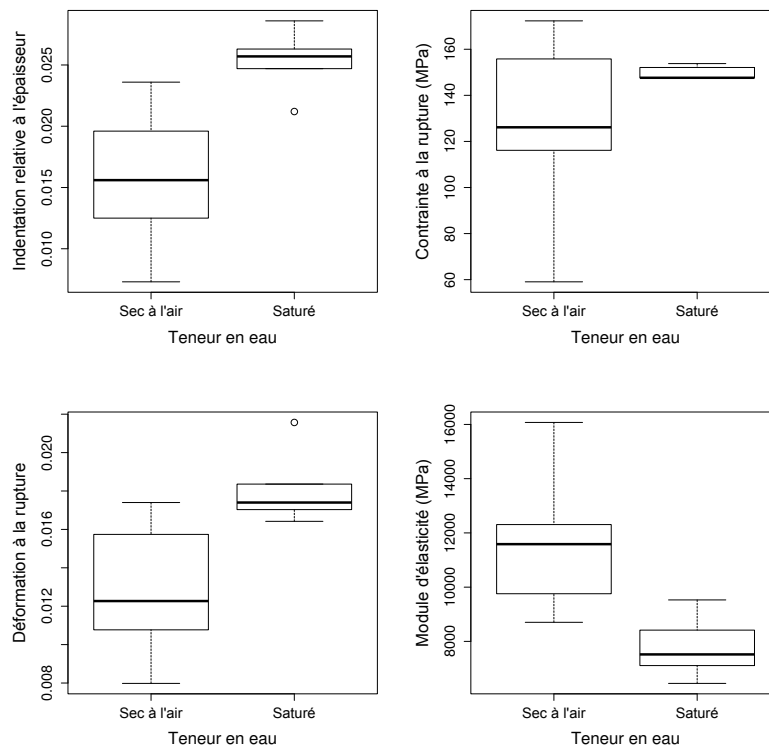 Indentation relative à l'épaisseur
0.025
0.020
0.015
0.010
Sec à l'air
Saturé
Teneur en eau
Contrainte à la rupture (MPa)
160
140
120
100
80
60
Sec à l'air
Saturé
Teneur en eau
Déformation à la rupture
0.020
0.016
0.012
0.008
Sec à l'air
Saturé
Teneur en eau
Module d'élasticité (MPa)
16000
14000
12000
10000
8000
Sec à l'air
Saturé
Teneur en eau